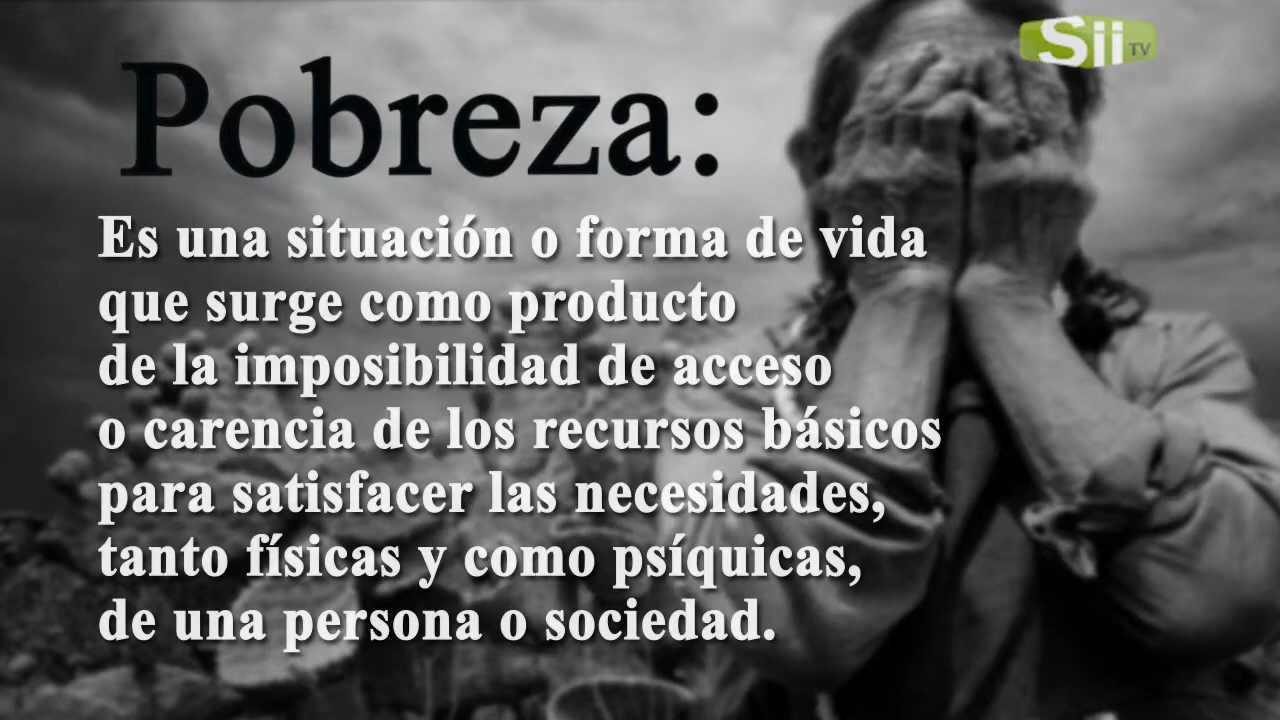 Sii TV
Pobreza:
Es una situación o forma de vida
que surge como producto
de la imposibilidad de acceso
o carencia de los recursos básicos
para satisfacer las necesidades,
tanto físicas y como psíquicas,
de una persona o sociedad.